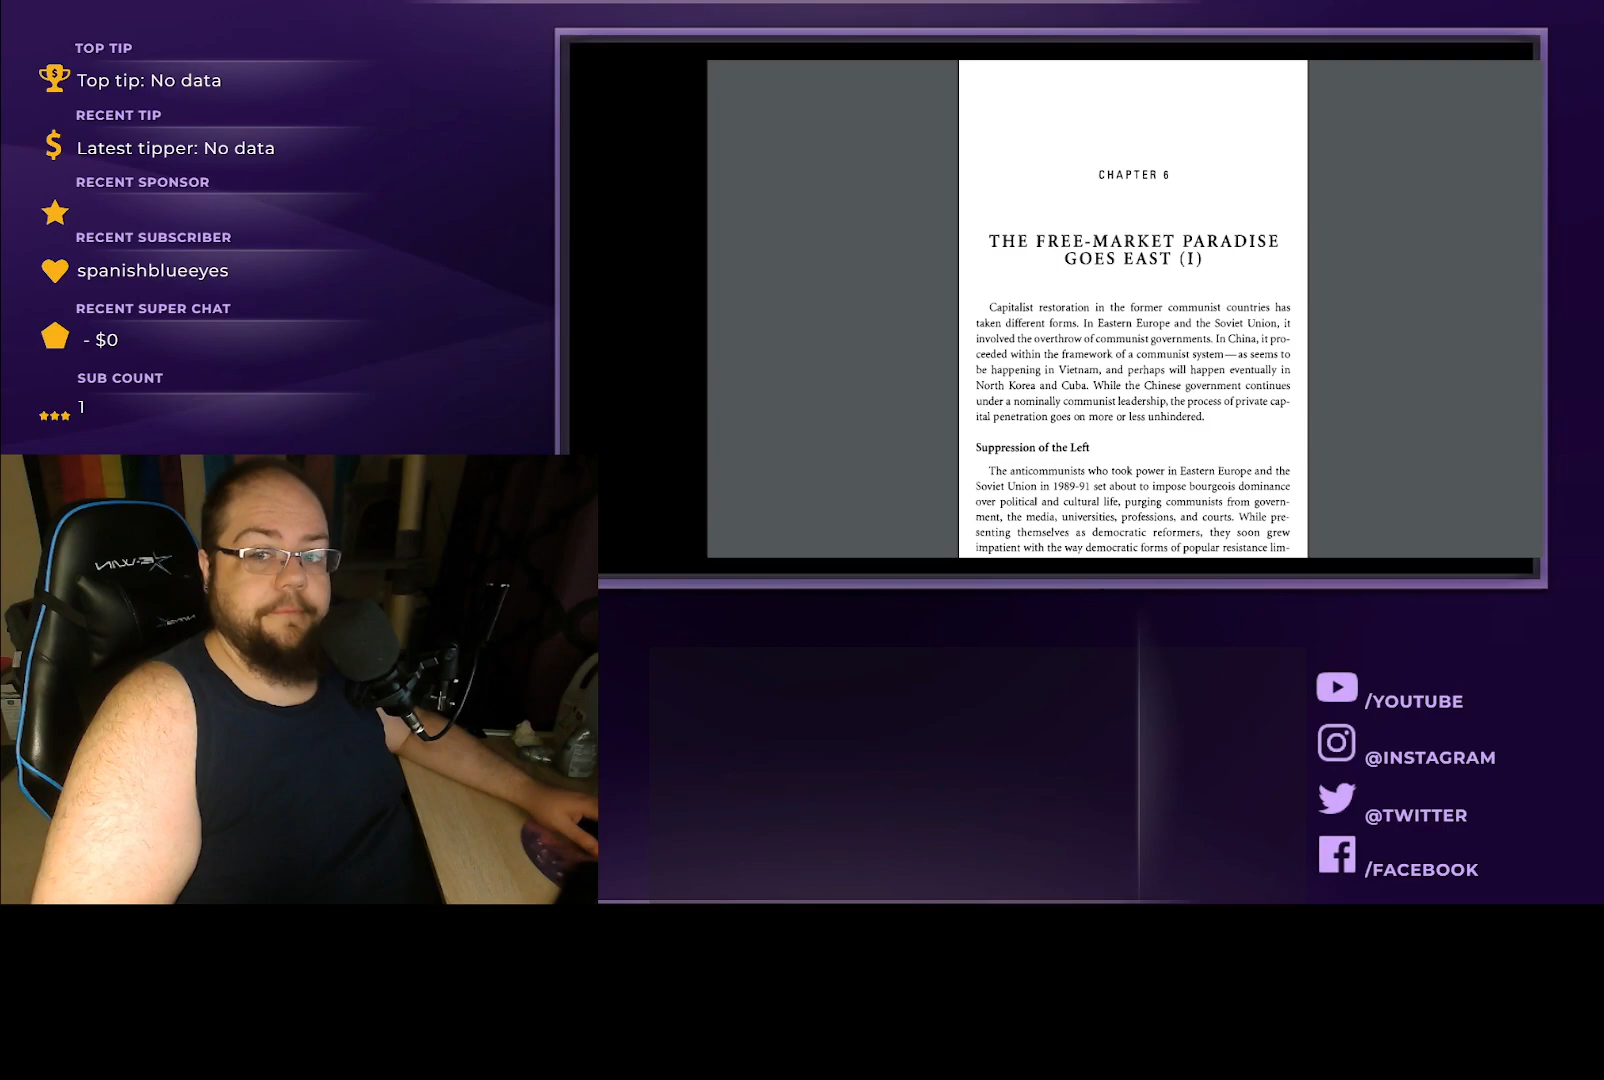 TOP TIP
Top tip: No data
RECENT TIP
Latest tipper: No data
RECENT SPONSOR
RECENT SUBSCRIBER
spanishblueeyes
RECENT SUPER CHAT
- $0
SUB COUNT
1
CHAPTER 6
THE FREE-MARKET PARADISE
GOES EAST (I)
Capitalist restoration in the former communist countries has
taken different forms. In Eastern Europe and the Soviet Union, it
involved the overthrow of communist governments. In China, it pro-
ceeded within the framework of a communist system—as seems to
be happening in Vietnam, and perhaps will happen eventually in
North Korea and Cuba. While the Chinese government continues
under a nominally communist leadership, the process of private cap-
ital penetration goes on more or less unhindered.
Suppression of the Left
The anticommunists who took power in Eastern Europe and the
Soviet Union in 1989-91 set about to impose bourgeois dominance
over political and cultural life, purging communists from govern-
ment, the media, universities, professions, and courts. While pre-
senting themselves as democratic reformers, they soon grew
impatient with the way democratic forms of popular resistance lim-
/YOUTUBE
@INSTAGRAM
@TWITTER
/FACEBOOK